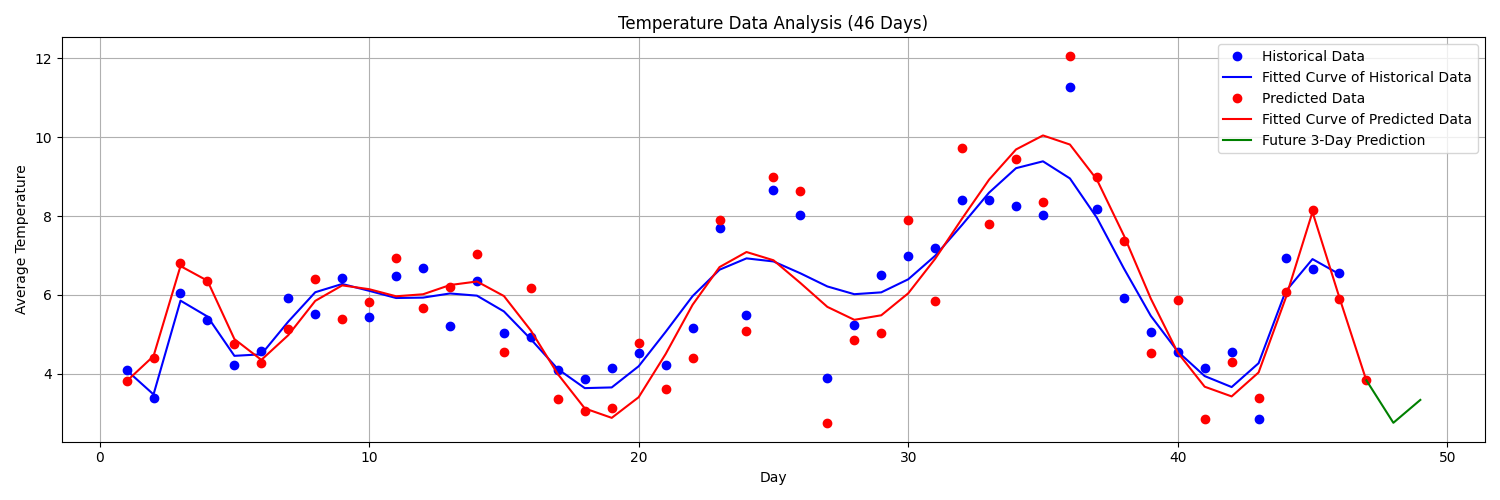 Temperature Data Analysis (46 Days)
Historical Data
Fitted Curve of Historical Data
Predicted Data
Fitted Curve of Predicted Data
Future 3-Day Prediction
Average Temperature
12
10
8
6
4
0 10 20 30 40 50
Day